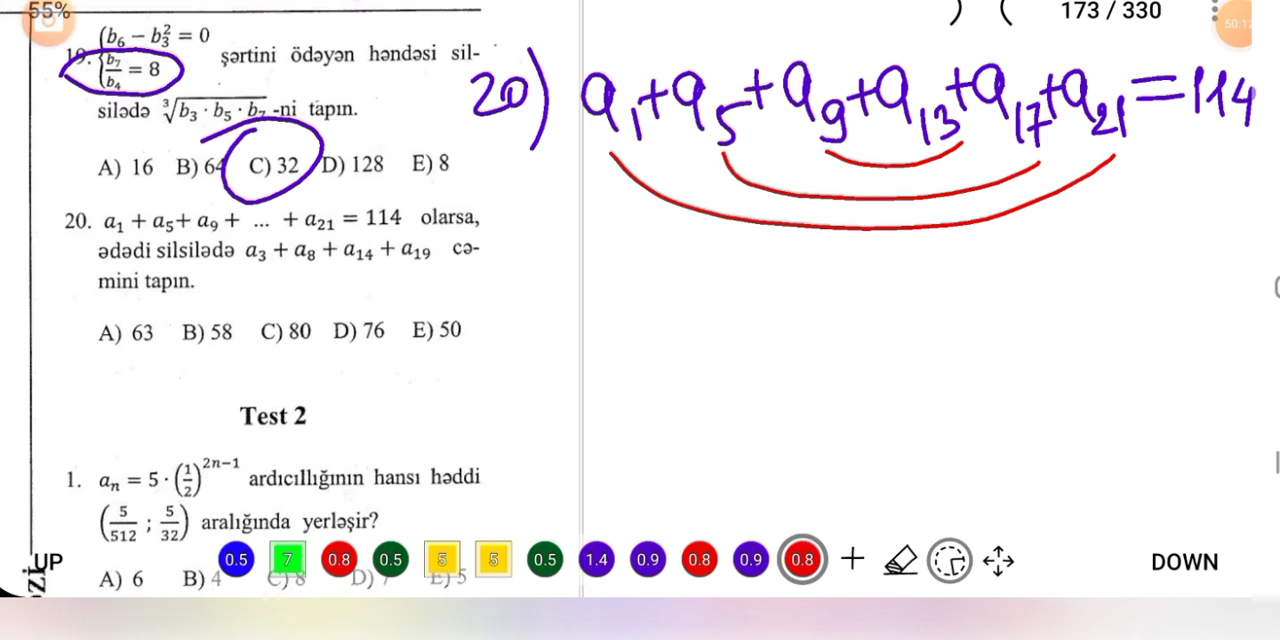 55%
173 / 330
50:12
19. b₆ − b₃² = 0
b₇/b₄ = 8 şərtini ödəyən həndəsi sil-
silədə ∛(b₃ · b₅ · b₇) -ni tapın.
A) 16 B) 64 C) 32 D) 128 E) 8
20. a₁ + a₅ + a₉ + ... + a₂₁ = 114 olarsa,
ədədi silsilədə a₃ + a₈ + a₁₄ + a₁₉ cə-
mini tapın.
A) 63 B) 58 C) 80 D) 76 E) 50
20) a₁+a₅+a₉+a₁₃+a₁₇+a₂₁=114
Test 2
1. aₙ = 5 · (1/2)²ⁿ⁻¹ ardıcıllığının hansı həddi
(5/512 ; 5/32) aralığında yerləşir?
A) 6 B) 4 C) 8 D) 7 E) 5
UP 0.5 7 0.8 0.5 5 5 0.5 1.4 0.9 0.8 0.9 0.8 + DOWN